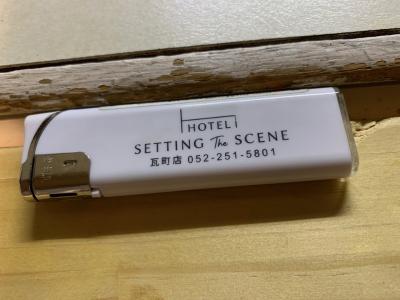 HOTEL
SETTING The SCENE
瓦町店 052-251-5801